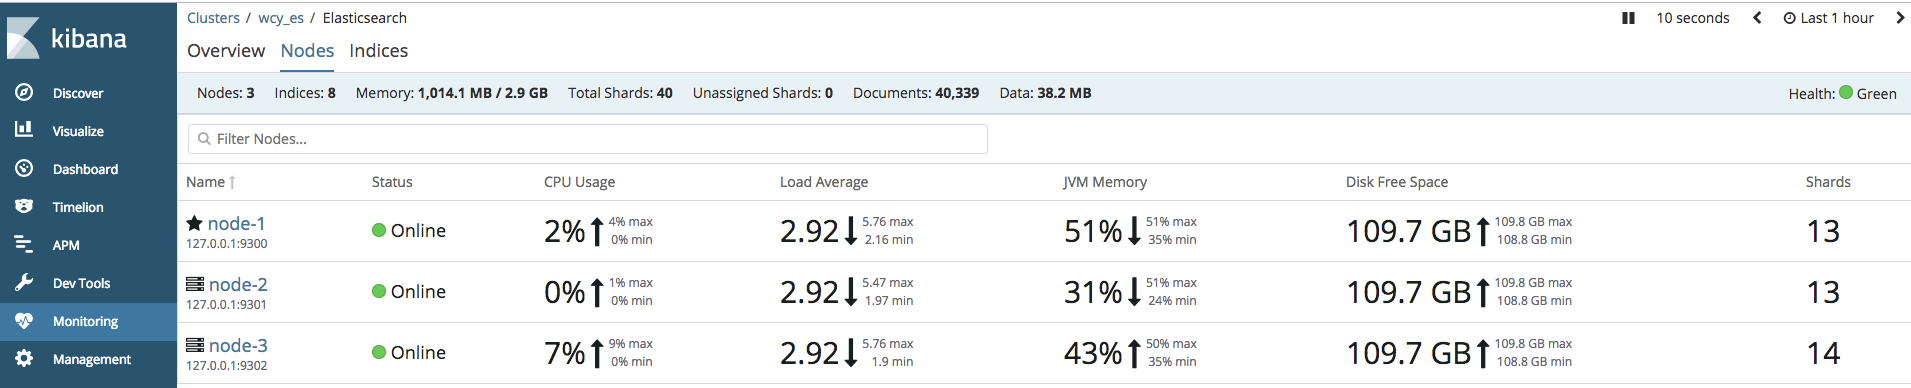 kibana
Discover
Visualize
Dashboard
Timelion
APM
Dev Tools
Monitoring
Management
Clusters / wcy_es / Elasticsearch
10 seconds Last 1 hour
Overview Nodes Indices
Nodes: 3 Indices: 8 Memory: 1,014.1 MB / 2.9 GB Total Shards: 40 Unassigned Shards: 0 Documents: 40,339 Data: 38.2 MB Health: Green
Filter Nodes...
Name Status CPU Usage Load Average JVM Memory Disk Free Space Shards
node-1 Online 2% 4% max 2.92 5.76 max 51% 51% max 109.7 GB 109.8 GB max 13
127.0.0.1:9300 0% min 2.16 min 35% min 108.8 GB min
node-2 Online 0% 1% max 2.92 5.47 max 31% 51% max 109.7 GB 109.8 GB max 13
127.0.0.1:9301 0% min 1.97 min 24% min 108.8 GB min
node-3 Online 7% 9% max 2.92 5.76 max 43% 50% max 109.7 GB 109.8 GB max 14
127.0.0.1:9302 0% min 1.9 min 35% min 108.8 GB min